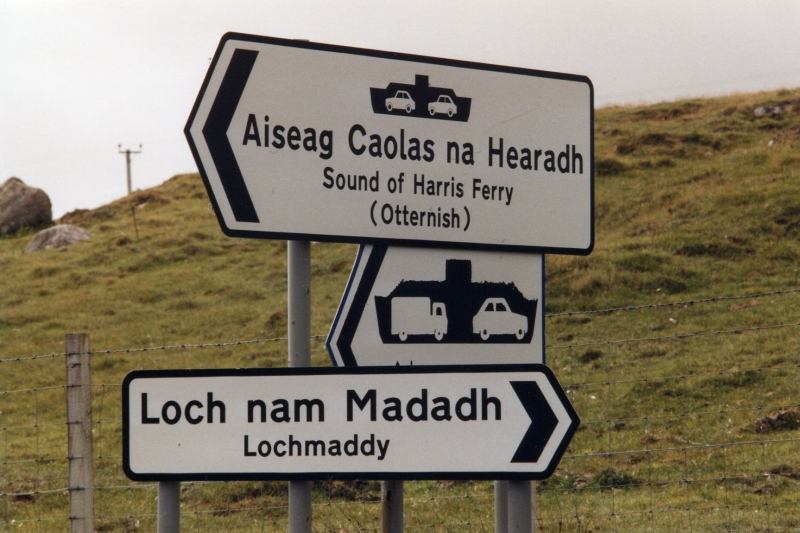 Aiseag Caolas na Hearadh
Sound of Harris Ferry
(Otternish)
Loch nam Madadh
Lochmaddy